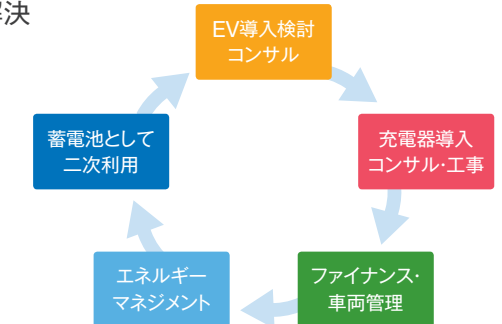 解決
EV導入検討
コンサル
充電器導入
コンサル・工事
ファイナンス・
車両管理
エネルギー
マネジメント
蓄電池として
二次利用